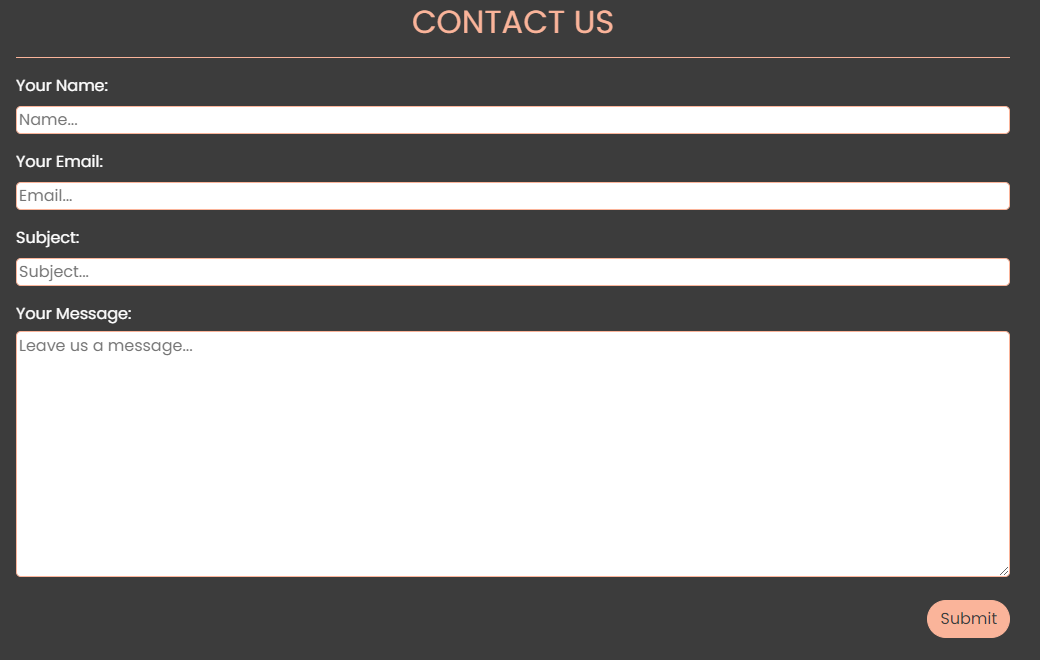 CONTACT US
Your Name:
Name...
Your Email:
Email...
Subject:
Subject...
Your Message:
Leave us a message...
Submit